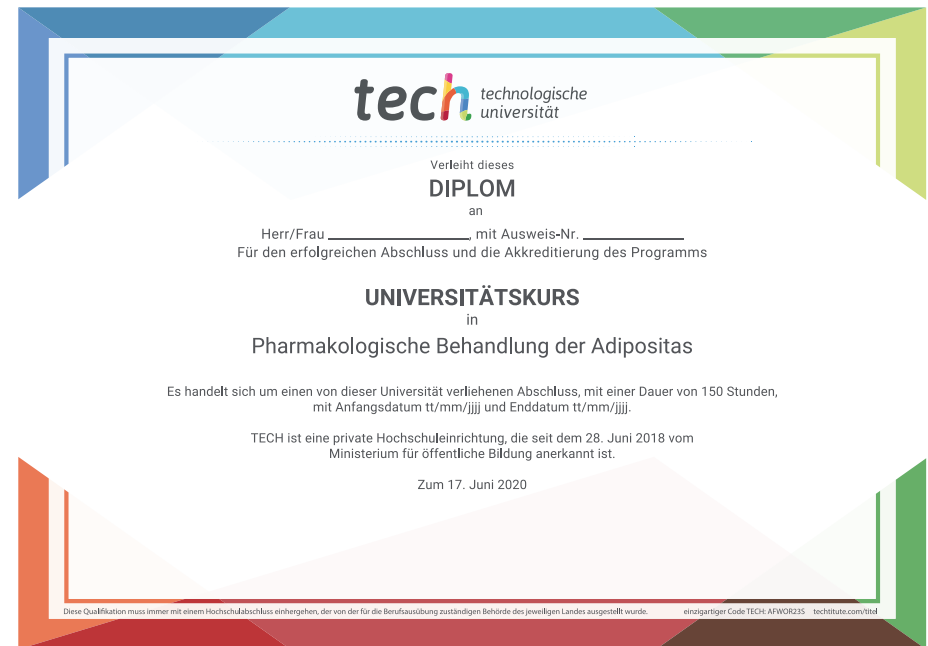 tech technologische
universität
Verleiht dieses
DIPLOM
an
Herr/Frau ____________, mit Ausweis-Nr. ____________
Für den erfolgreichen Abschluss und die Akkreditierung des Programms
UNIVERSITÄTSKURS
in
Pharmakologische Behandlung der Adipositas
Es handelt sich um einen von dieser Universität verliehenen Abschluss, mit einer Dauer von 150 Stunden,
mit Anfangsdatum tt/mm/jjjj und Enddatum tt/mm/jjjj.
TECH ist eine private Hochschuleinrichtung, die seit dem 28. Juni 2018 vom
Ministerium für öffentliche Bildung anerkannt ist.
Zum 17. Juni 2020
Diese Qualifikation muss immer mit einem Hochschulabschluss einhergehen, der von der für die Berufsausübung zuständigen Behörde des jeweiligen Landes ausgestellt wurde. einzigartiger Code TECH: AFWOR23S techtitute.com/titel